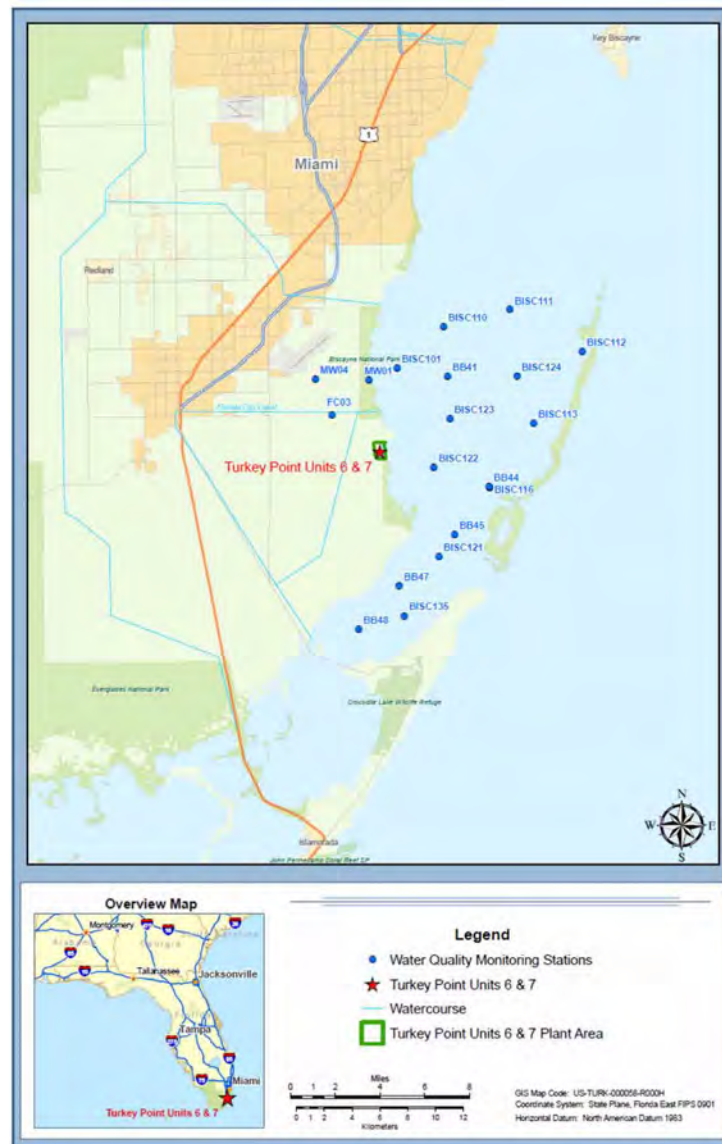 Key Biscayne
1
Miami
Redland
BISC111
BISC110
BISC112
Biscayne National Park
BISC101
MW04
MW01
BB41
BISC124
FC03
BISC123
BISC113
Turkey Point Units 6 & 7
BISC122
BB44
BISC116
BB45
BISC121
BB47
BISC135
BB48
Everglades National Park
Crocodile Lake Wildlife Refuge
Islamorada
John Pennekamp Coral Reef SP
N
W E
S
Overview Map
Montgomery
Alabama
Georgia
Tallahassee
Jacksonville
Tampa
Miami
Turkey Point Units 6 & 7
Legend
Water Quality Monitoring Stations
Turkey Point Units 6 & 7
Watercourse
Turkey Point Units 6 & 7 Plant Area
Miles
0 1 2 4 6 8
0 1 2 4 6 8 10 12
Kilometers
GIS Map Code: US-TURK-000058-R000H
Coordinate System: State Plane, Florida East FIPS 0901
Horizontal Datum: North American Datum 1983